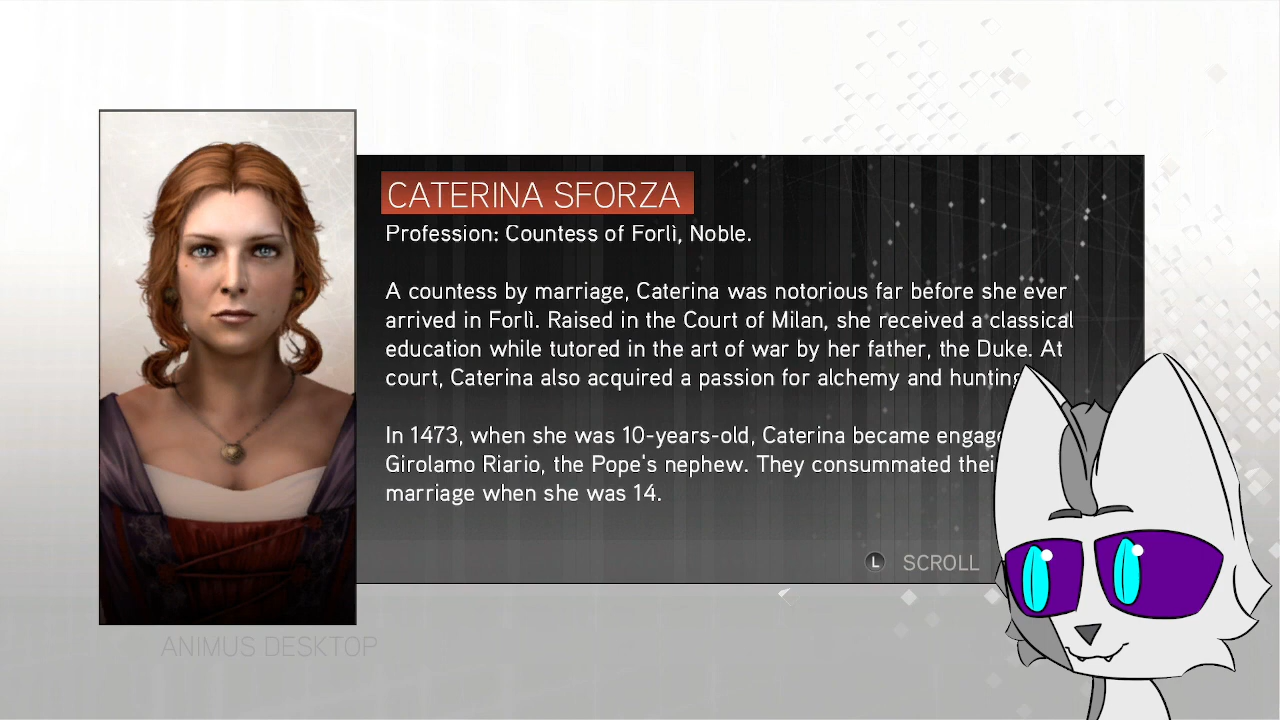 CATERINA SFORZA
Profession: Countess of Forlì, Noble.
A countess by marriage, Caterina was notorious far before she ever
arrived in Forlì. Raised in the Court of Milan, she received a classical
education while tutored in the art of war by her father, the Duke. At
court, Caterina also acquired a passion for alchemy and hunting
In 1473, when she was 10-years-old, Caterina became
Girolamo Riario, the Pope's nephew. They consummated
marriage when she was 14.
L SCROLL
ANIMUS DESKTOP